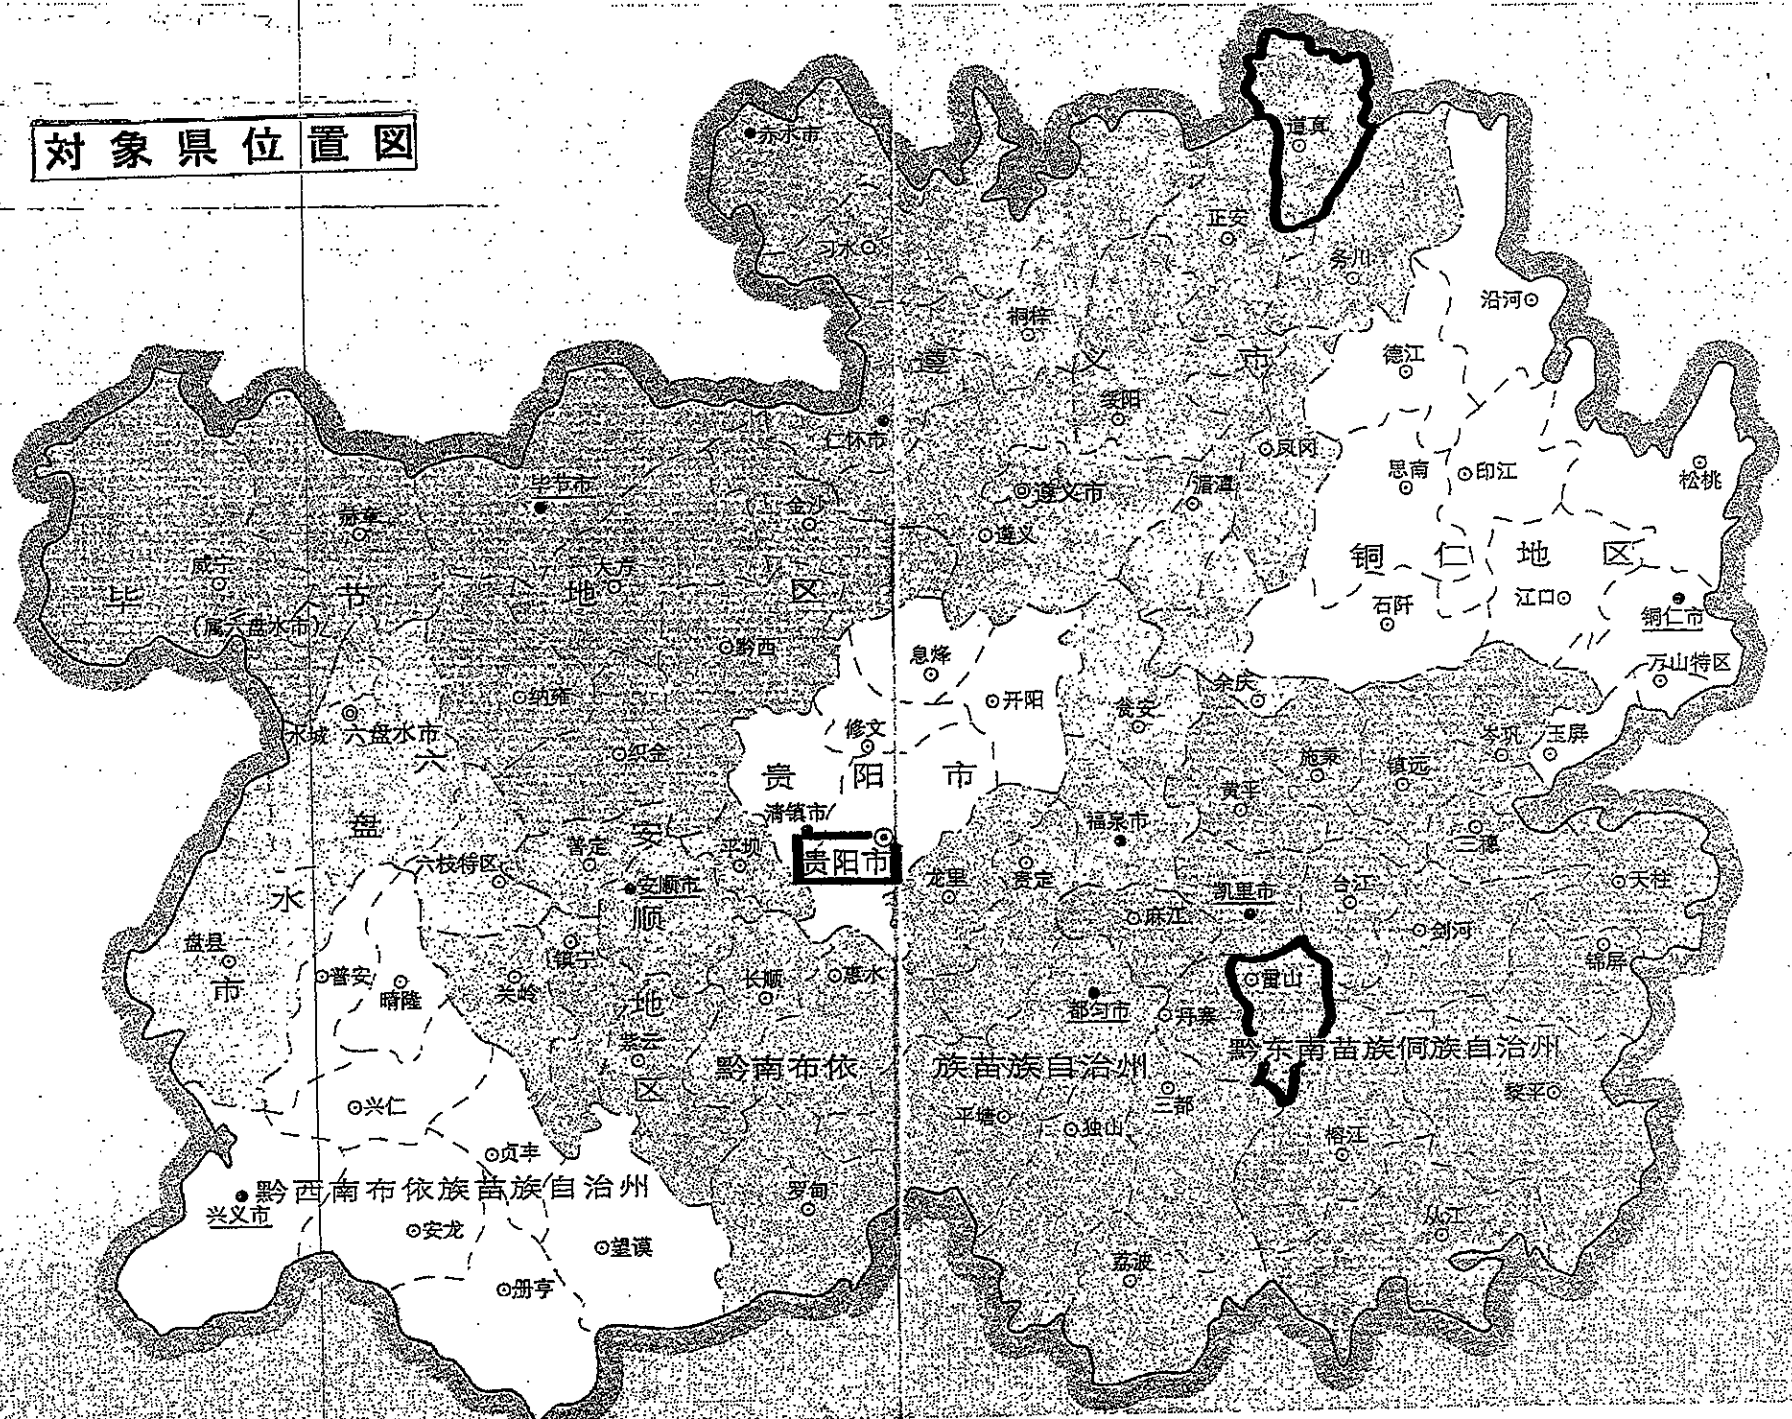 対象県位置図
赤水市
道真
习水
正安
务川
沿河
桐梓
德江
遵义市
绥阳
仁怀市
凤冈
思南
印江
松桃
毕节市
金沙
遵义市
湄潭
赫章
遵义
威宁
大方
毕节地区
铜仁地区
(属六盘水市)
石阡
江口
铜仁市
黔西
息烽
万山特区
纳雍
开阳
余庆
水城
六盘水市
修文
瓮安
织金
施秉
镇远
岑巩
玉屏
贵阳市
黄平
清镇市
福泉市
三穗
六盘水市
普定
平坝
贵阳市
六枝特区
安顺市
龙里
贵定
凯里市
台江
天柱
安顺地区
麻江
剑河
盘县
镇宁
锦屏
普安
晴隆
关岭
长顺
惠水
雷山
都匀市
丹寨
紫云
黔南布依族苗族自治州
黔东南苗族侗族自治州
兴仁
平塘
独山
三都
黎平
贞丰
榕江
黔西南布依族苗族自治州
兴义市
罗甸
安龙
望谟
从江
册亨
荔波